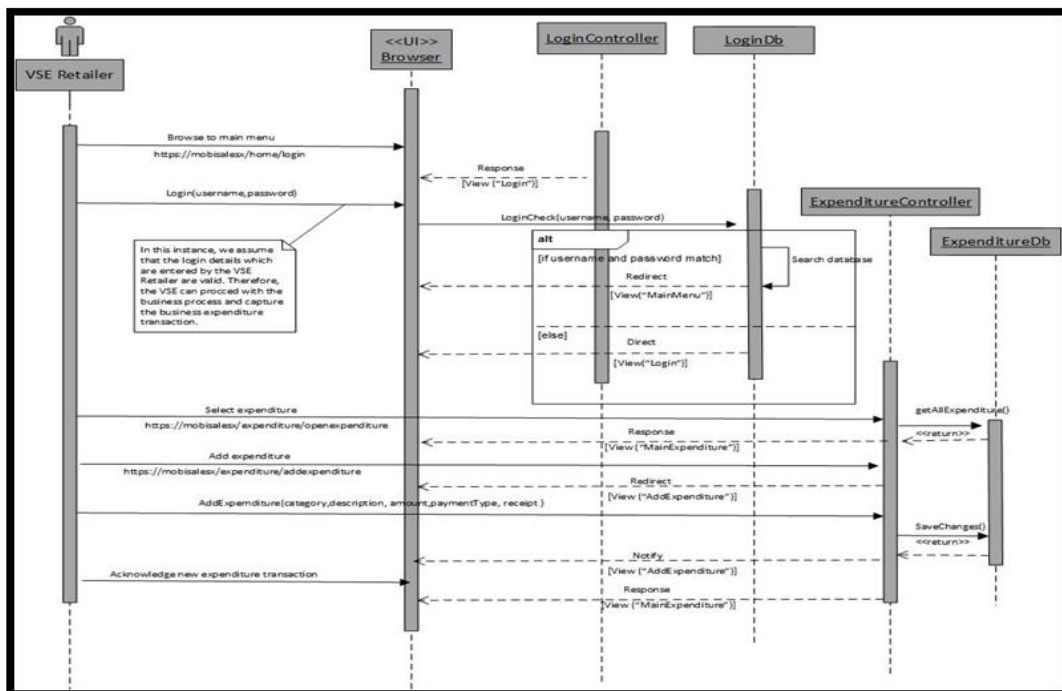 VSE Retailer
<<UI>>
Browser
LoginController
LoginDb
ExpenditureController
ExpenditureDb
Browse to main menu
https://mobisalesx/home/login
Response
[View ("Login")]
Login(username,password)
LoginCheck(username, password)
In this instance, we assume
that the login details which
are entered by the VSE
Retailer are valid. Therefore,
the VSE can procced with the
business process and capture
the business expenditure
transaction.
alt
[if username and password match]
Search database
Redirect
[View("MainMenu")]
[else]
Direct
[View("Login")]
Select expenditure
https://mobisalesx/expenditure/openexpenditure
getAllExpenditure()
<<return>>
Response
[View ("MainExpenditure")]
Add expenditure
https://mobisalesx/expenditure/addexpenditure
Redirect
[View ("AddExpenditure")]
AddExpemditure(category,description, amount,paymentType, receipt )
SaveChanges()
<<return>>
Notify
[View ("AddExpenditure")]
Acknowledge new expenditure transaction
Response
[View ("MainExpenditure")]